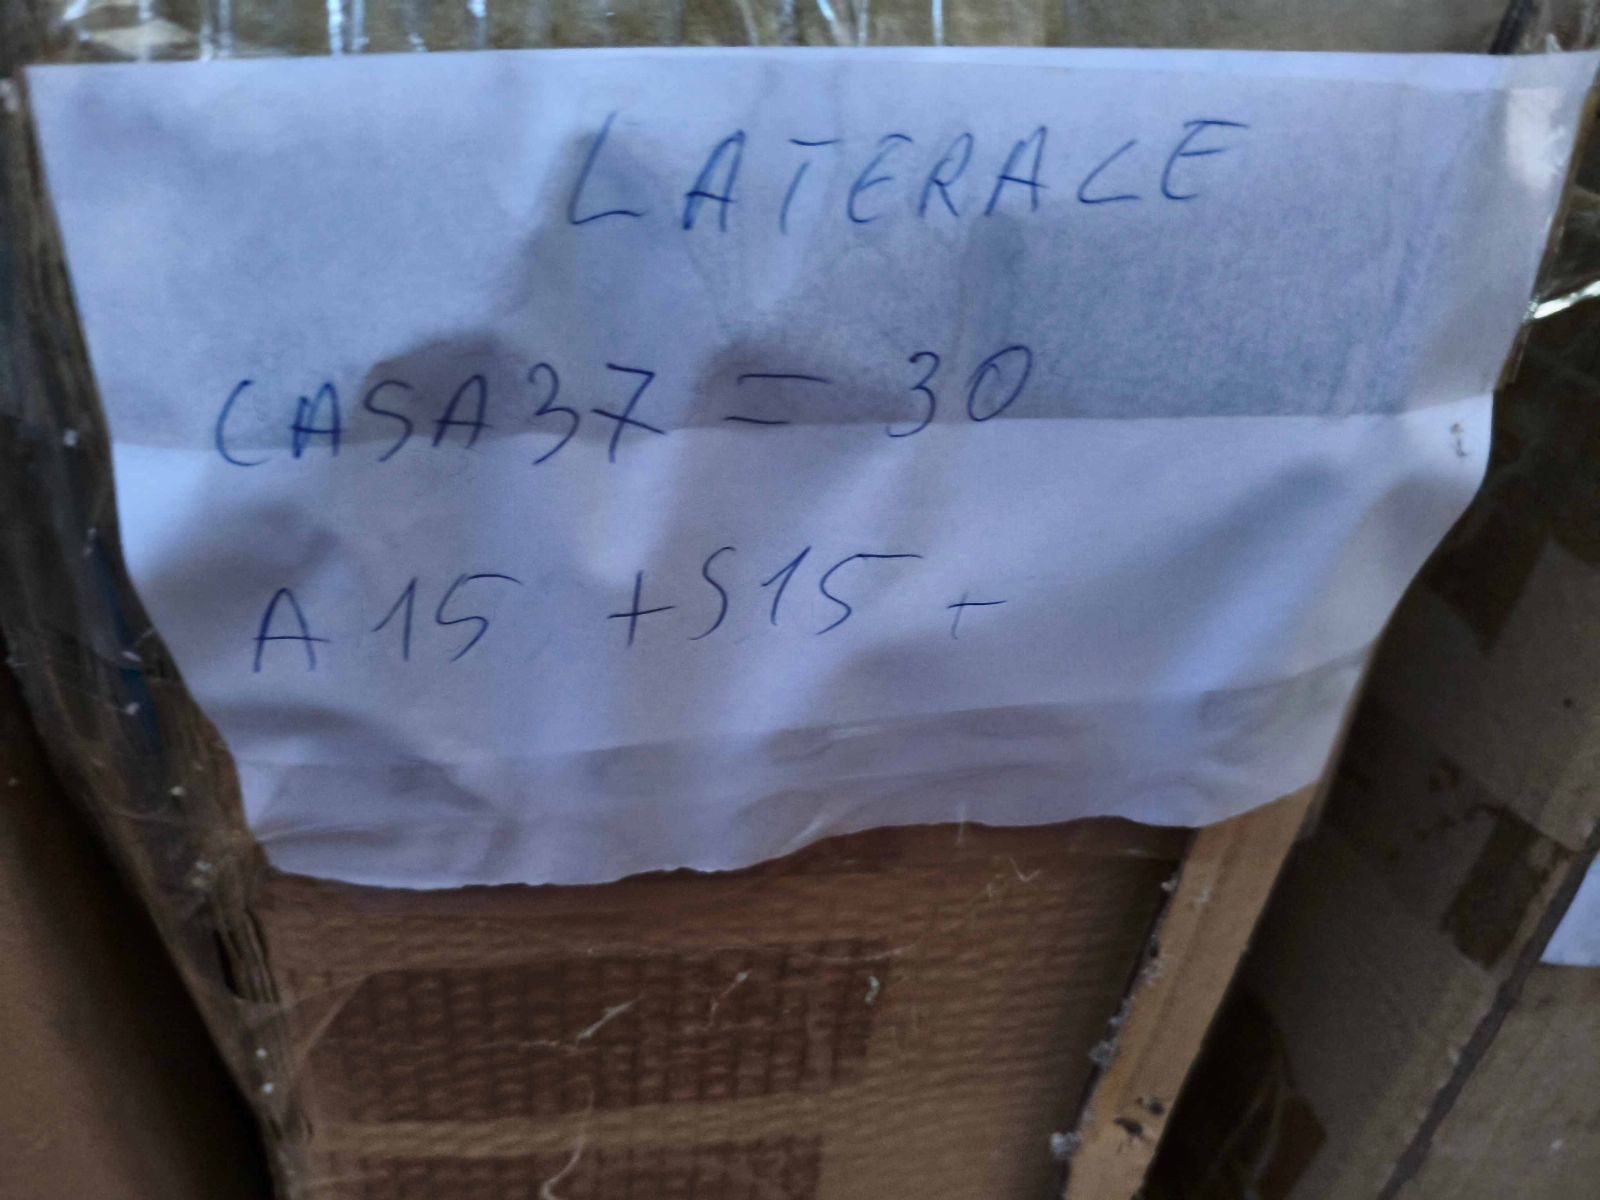 LATERALE
CASA37 = 30
A 15 + S15 +